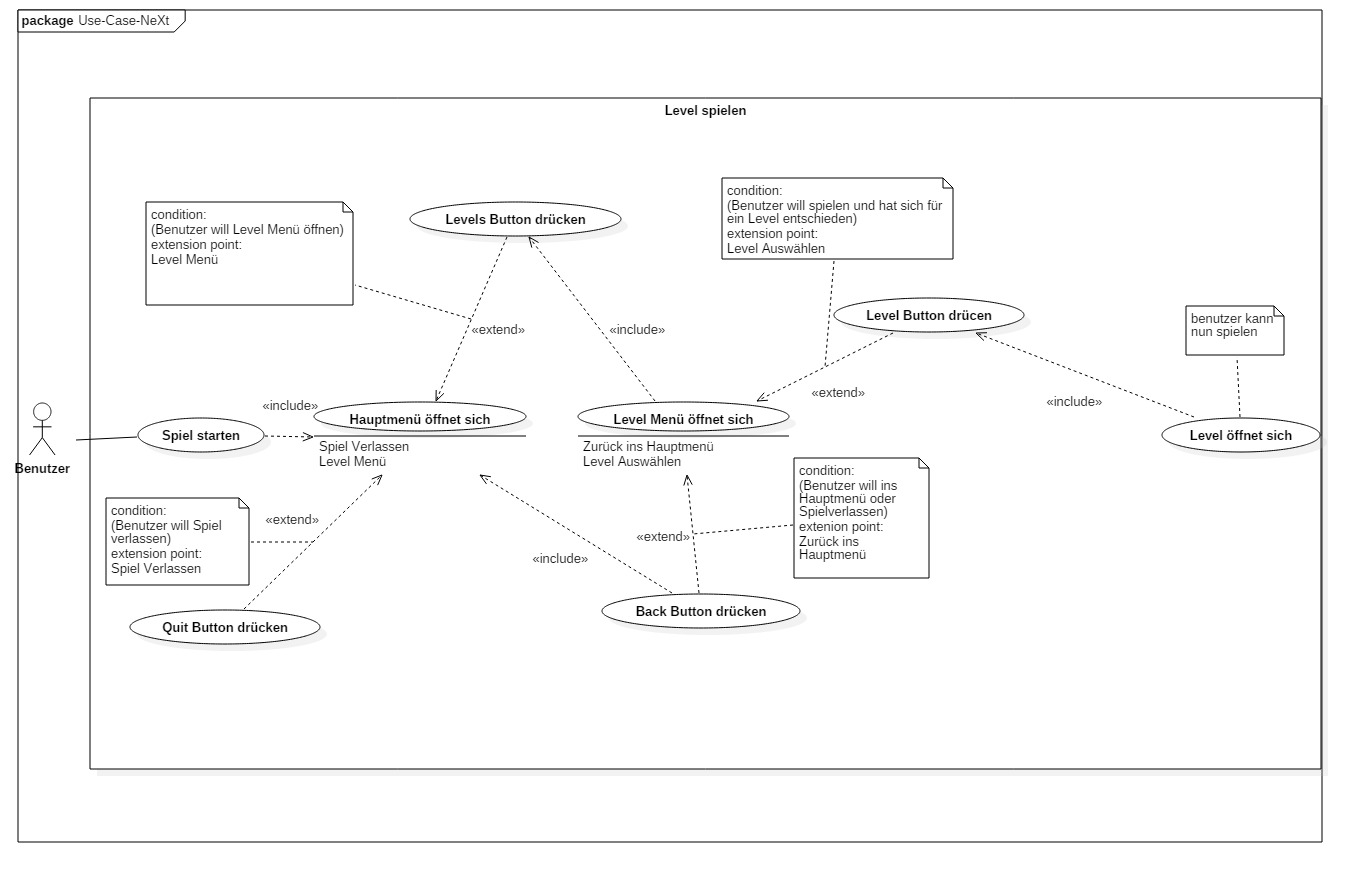 package Use-Case-NeXt
Level spielen
condition:
(Benutzer will Level Menü öffnen)
extension point:
Level Menü
Levels Button drücken
condition:
(Benutzer will spielen und hat sich für
ein Level entschieden)
extension point:
Level Auswählen
«extend»
«include»
Level Button drücen
benutzer kann
nun spielen
«extend»
«include»
Benutzer
Spiel starten
«include»
Hauptmenü öffnet sich
Spiel Verlassen
Level Menü
Level Menü öffnet sich
Zurück ins Hauptmenü
Level Auswählen
Level öffnet sich
condition:
(Benutzer will Spiel
verlassen)
extension point:
Spiel Verlassen
«extend»
«include»
«extend»
condition:
(Benutzer will ins
Hauptmenü oder
Spielverlassen)
extenion point:
Zurück ins
Hauptmenü
Quit Button drücken
Back Button drücken